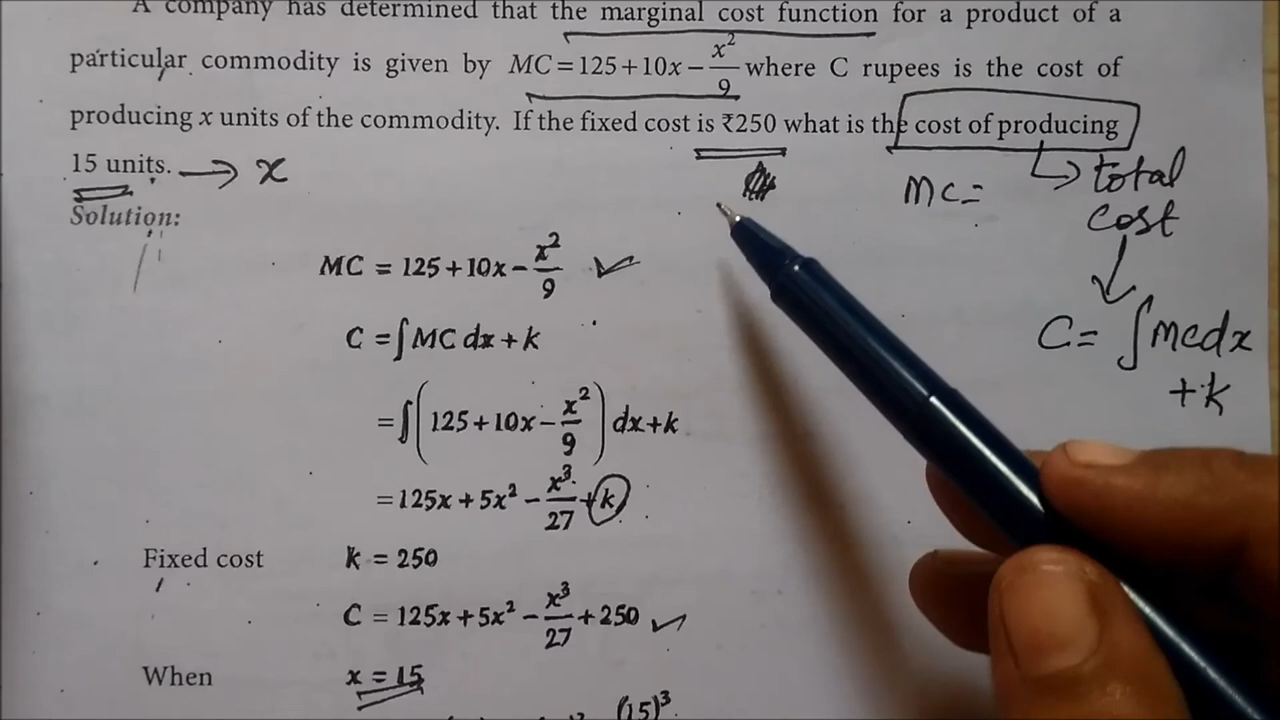 A company has determined that the marginal cost function for a product of a
particular commodity is given by MC = 125 + 10x − x²/9 where C rupees is the cost of
producing x units of the commodity. If the fixed cost is ₹250 what is the cost of producing
15 units. → x
MC =
→ total
cost
Solution:
MC = 125 + 10x − x²/9
C = ∫ MC dx + k
C = ∫ mcdx
+k
= ∫ (125 + 10x − x²/9) dx + k
= 125x + 5x² − x³/27 + k
Fixed cost k = 250
C = 125x + 5x² − x³/27 + 250
When x = 15
(15)³